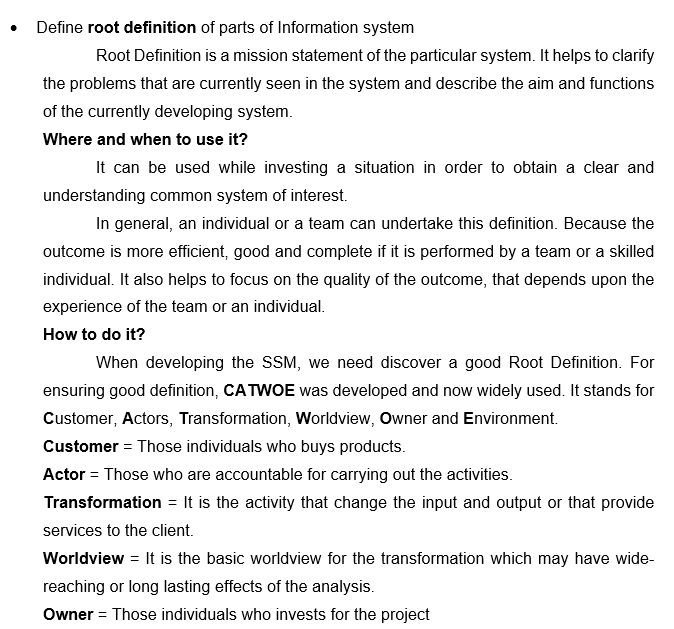 • Define root definition of parts of Information system
Root Definition is a mission statement of the particular system. It helps to clarify
the problems that are currently seen in the system and describe the aim and functions
of the currently developing system.
Where and when to use it?
It can be used while investing a situation in order to obtain a clear and
understanding common system of interest.
In general, an individual or a team can undertake this definition. Because the
outcome is more efficient, good and complete if it is performed by a team or a skilled
individual. It also helps to focus on the quality of the outcome, that depends upon the
experience of the team or an individual.
How to do it?
When developing the SSM, we need discover a good Root Definition. For
ensuring good definition, CATWOE was developed and now widely used. It stands for
Customer, Actors, Transformation, Worldview, Owner and Environment.
Customer = Those individuals who buys products.
Actor = Those who are accountable for carrying out the activities.
Transformation = It is the activity that change the input and output or that provide
services to the client.
Worldview = It is the basic worldview for the transformation which may have wide-
reaching or long lasting effects of the analysis.
Owner = Those individuals who invests for the project